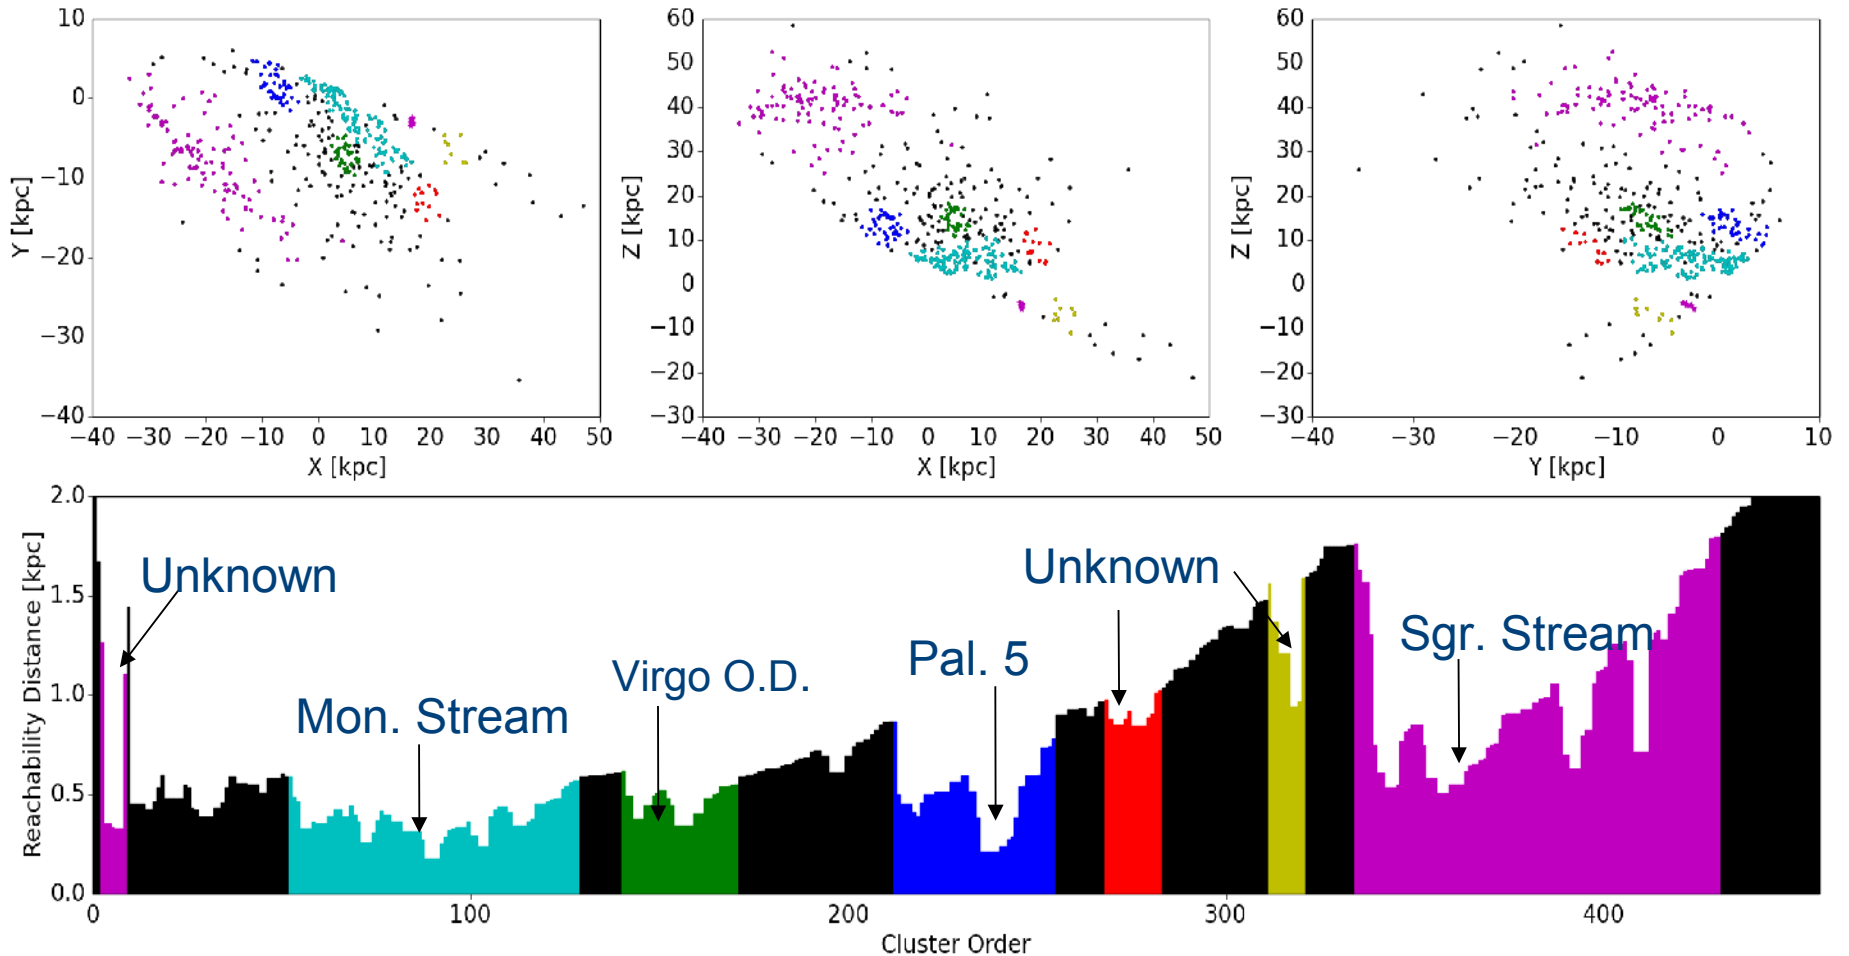 10
0
−10
−20
−30
−40
Y [kpc]
−40 −30 −20 −10 0 10 20 30 40 50
X [kpc]
60
50
40
30
20
10
0
−10
−20
−30
Z [kpc]
−40 −30 −20 −10 0 10 20 30 40 50
X [kpc]
60
50
40
30
20
10
0
−10
−20
−30
Z [kpc]
−40 −30 −20 −10 0 10
Y [kpc]
2.0
1.5
1.0
0.5
0.0
Reachability Distance [kpc]
Unknown
Mon. Stream
Virgo O.D.
Pal. 5
Unknown
Sgr. Stream
0 100 200 300 400
Cluster Order